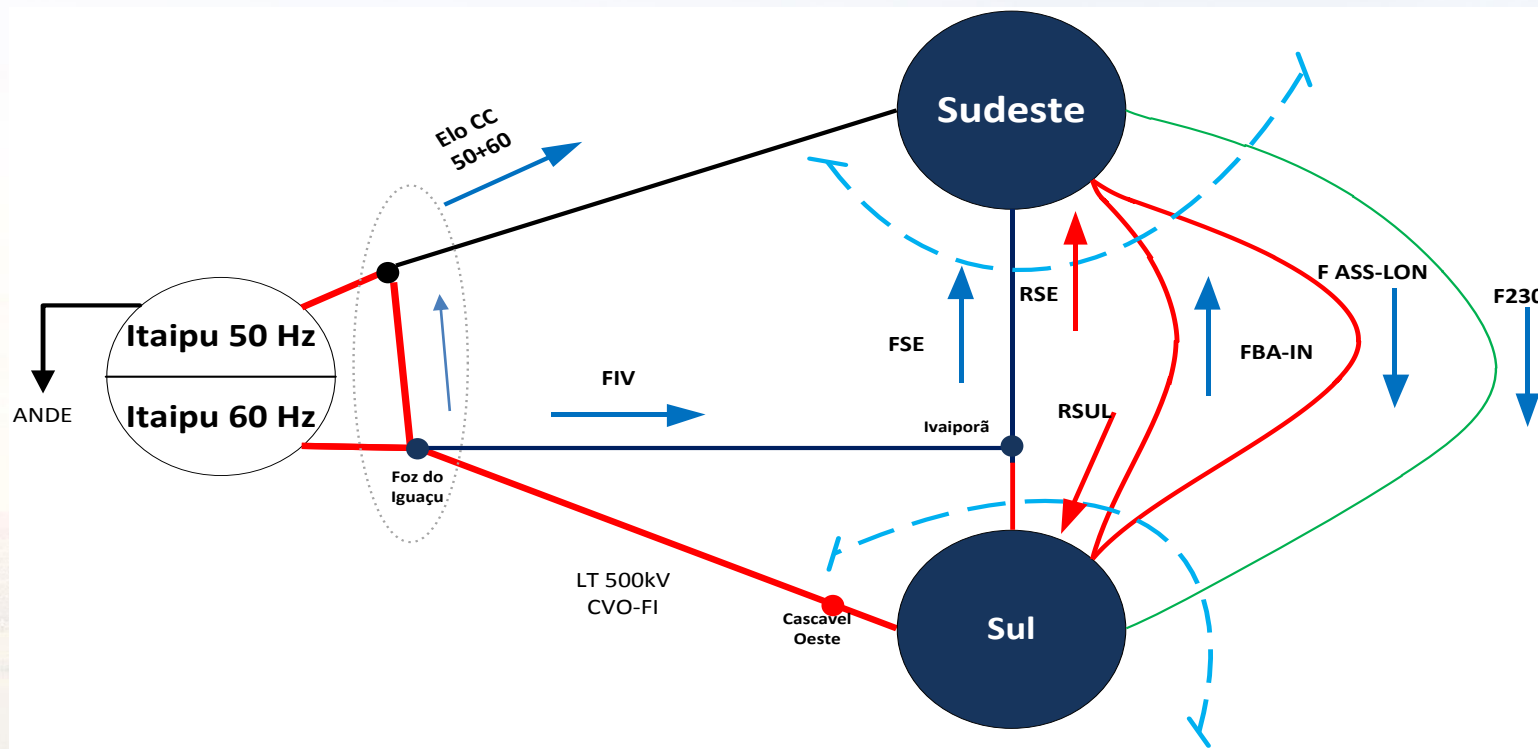 Sudeste
Elo CC
50+60
F ASS-LON
F230
RSE
Itaipu 50 Hz
FSE
FBA-IN
FIV
Itaipu 60 Hz
ANDE
RSUL
Ivaiporã
Foz do
Iguaçu
LT 500kV
CVO-FI
Cascavel
Oeste
Sul